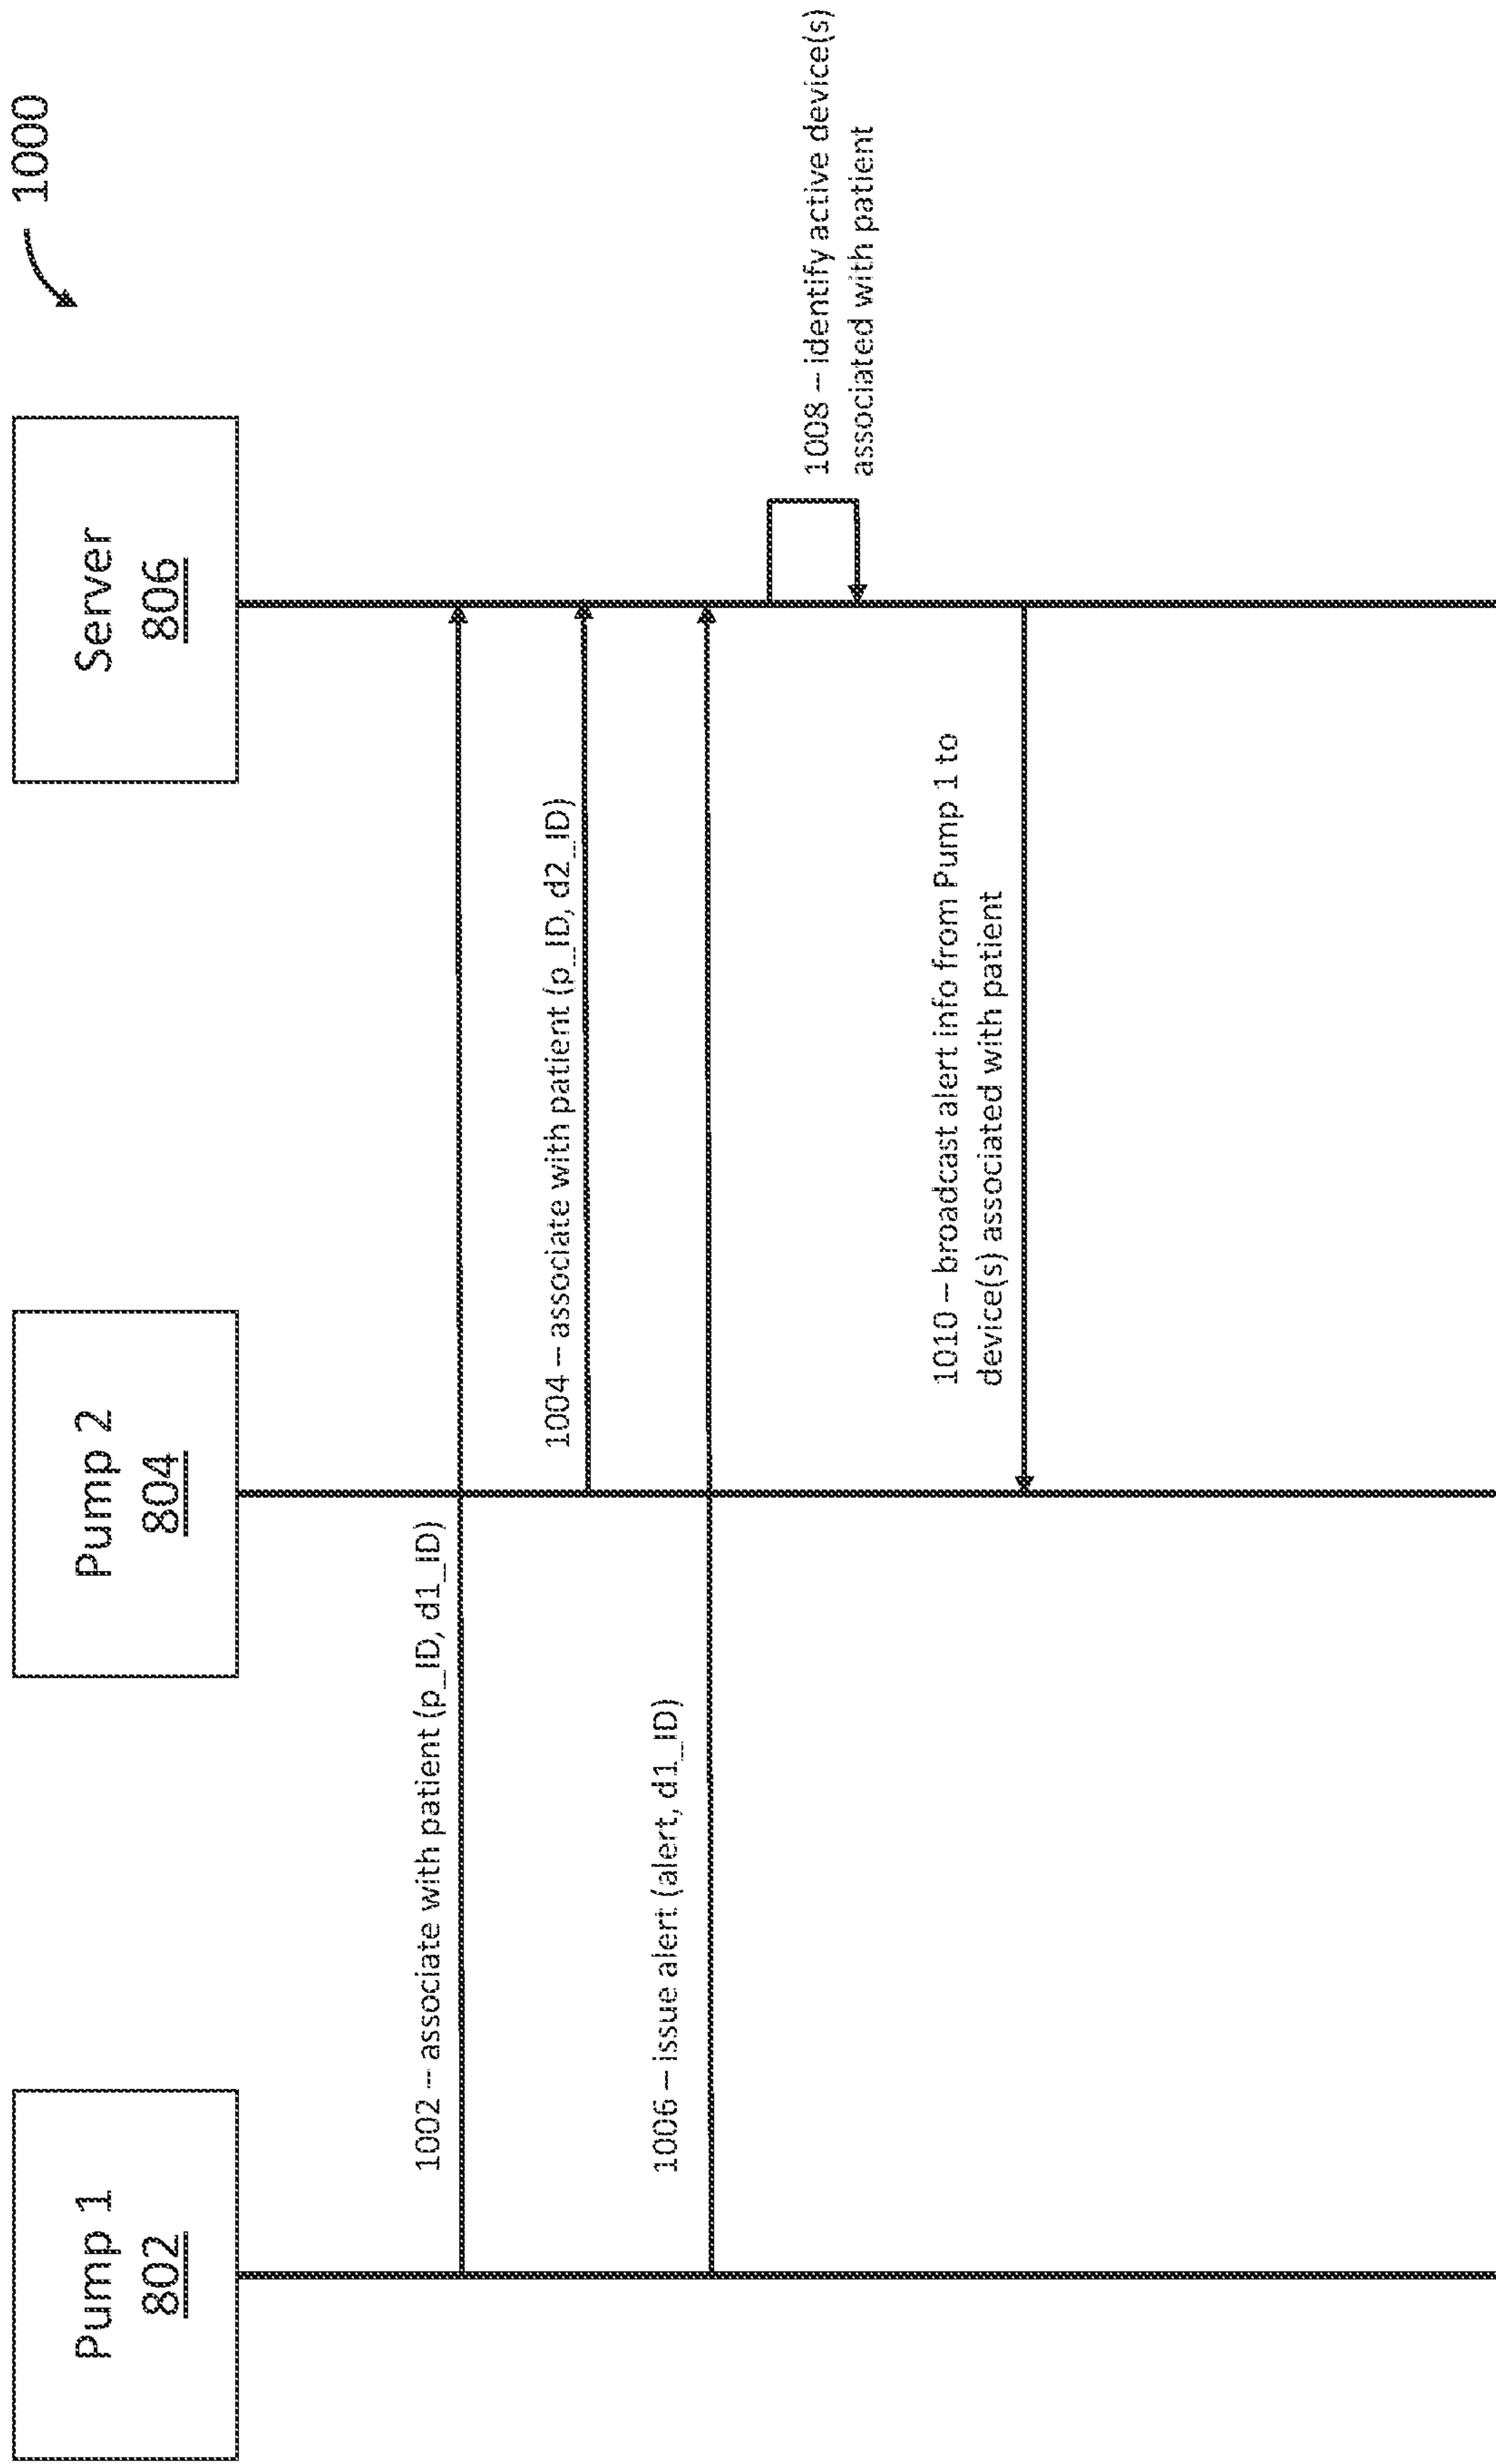 1000
Pump 1
802
Pump 2
804
Server
806
1002 -- associate with patient (p_ID, d1_ID)
1004 -- associate with patient (p_ID, d2_ID)
1006 -- issue alert (alert, d1_ID)
1008 -- identify active device(s)
associated with patient
1010 -- broadcast alert info from Pump 1 to
device(s) associated with patient